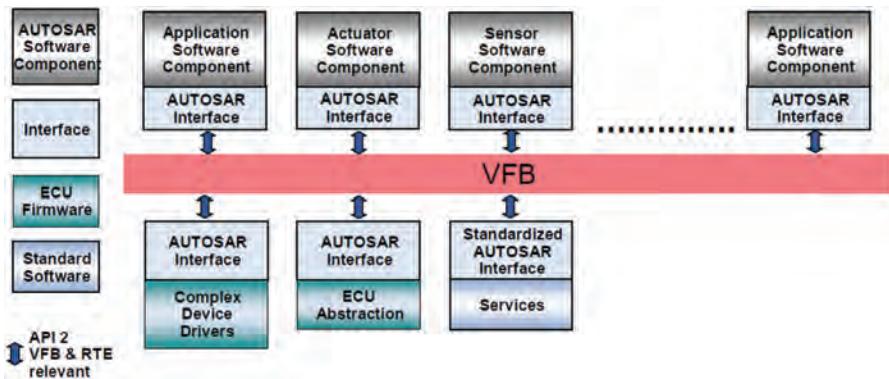 AUTOSAR
Software
Component
Interface
ECU
Firmware
Standard
Software
API 2
VFB & RTE
relevant
Application
Software
Component
AUTOSAR
Interface
Actuator
Software
Component
AUTOSAR
Interface
Sensor
Software
Component
AUTOSAR
Interface
Application
Software
Component
AUTOSAR
Interface
VFB
AUTOSAR
Interface
Complex
Device
Drivers
AUTOSAR
Interface
ECU
Abstraction
Standardized
AUTOSAR
Interface
Services